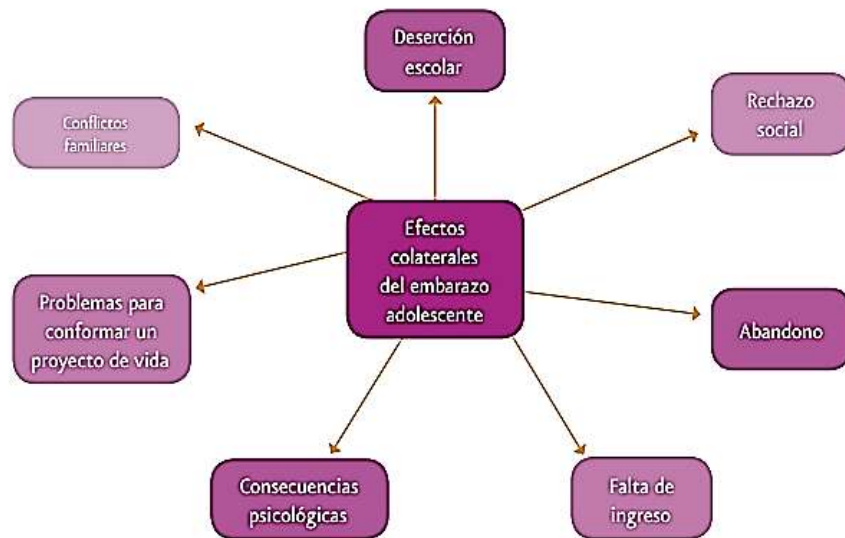 Deserción
escolar
Conflictos
familiares
Rechazo
social
Efectos
colaterales
del embarazo
adolescente
Problemas para
conformar un
proyecto de vida
Abandono
Consecuencias
psicológicas
Falta de
ingreso